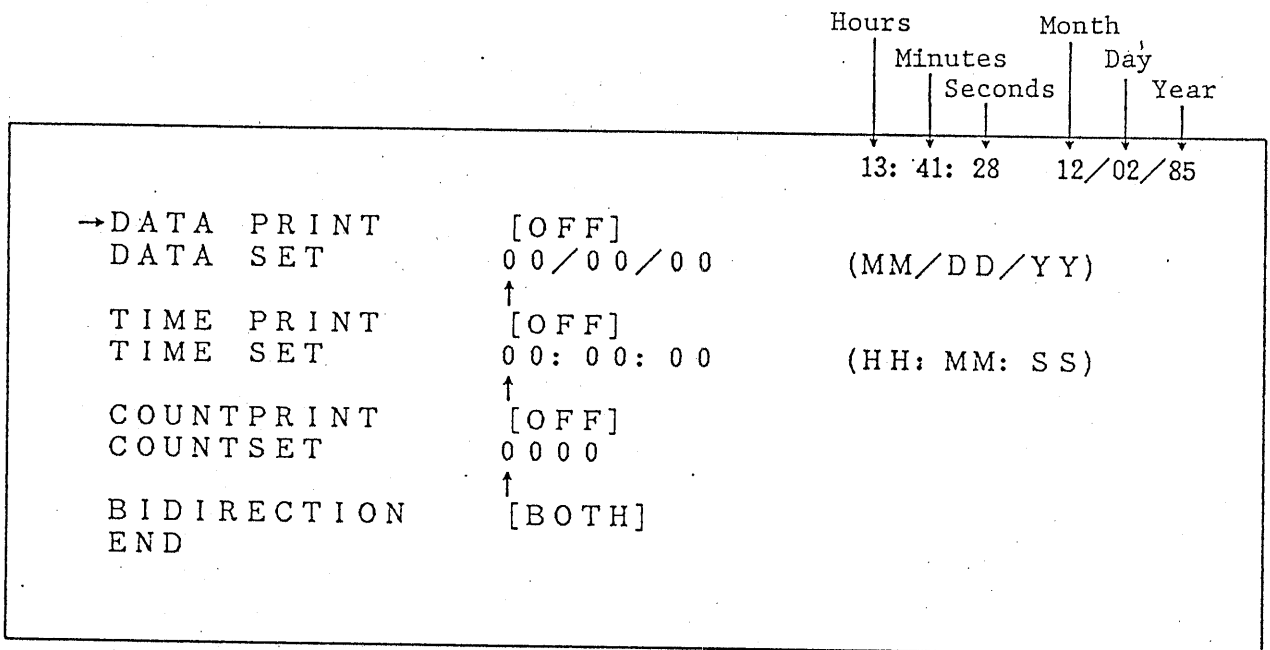 Hours Month
Minutes Day
Seconds Year
13: 41: 28 12/02/85
→DATA PRINT [OFF]
DATA SET 00/00/00 (MM/DD/YY)
↑
TIME PRINT [OFF]
TIME SET 00: 00: 00 (HH: MM: SS)
↑
COUNTPRINT [OFF]
COUNTSET 0000
↑
BIDIRECTION [BOTH]
END